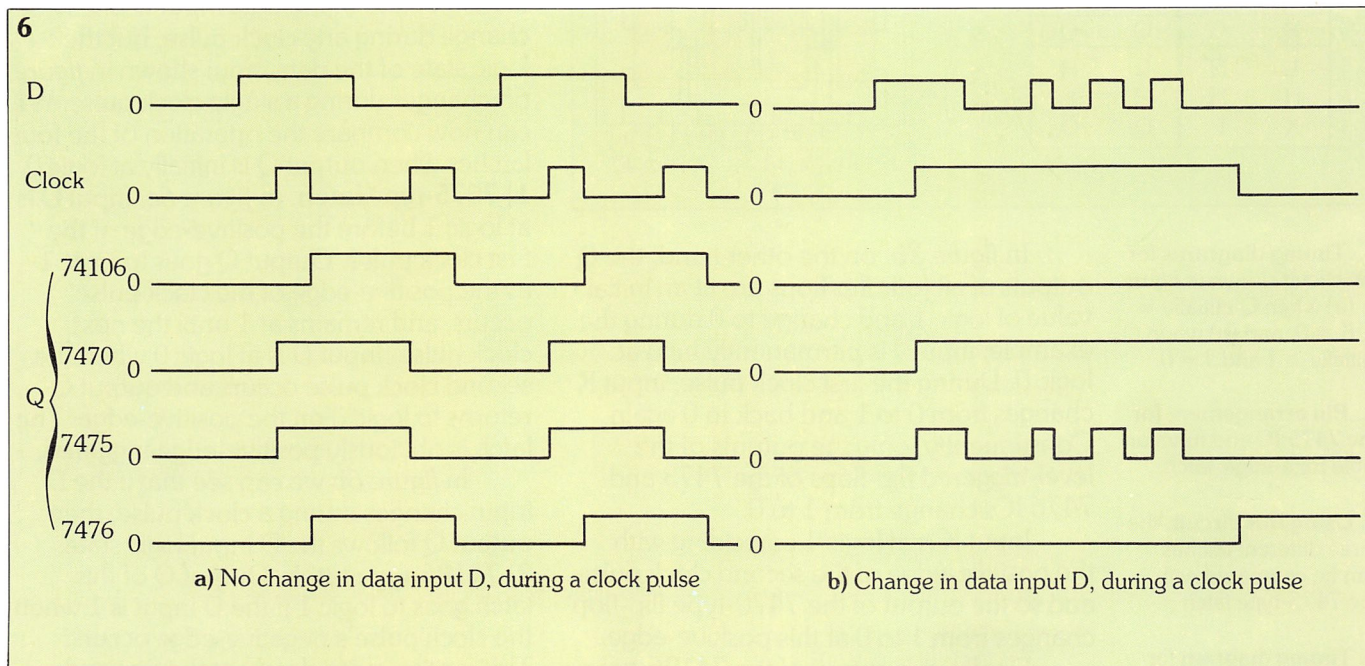 6
D 0 0
Clock 0 0
74106 0 0
7470 0 0
Q
7475 0 0
7476 0 0
a) No change in data input D, during a clock pulse
b) Change in data input D, during a clock pulse